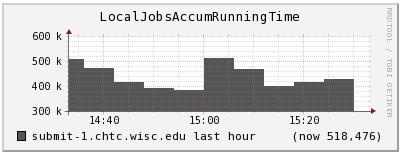 LocalJobsAccumRunningTime
600 k
500 k
400 k
300 k
14:40 15:00 15:20
submit-1.chtc.wisc.edu last hour (now 518,476)
RRDTOOL / TOBI OETIKER